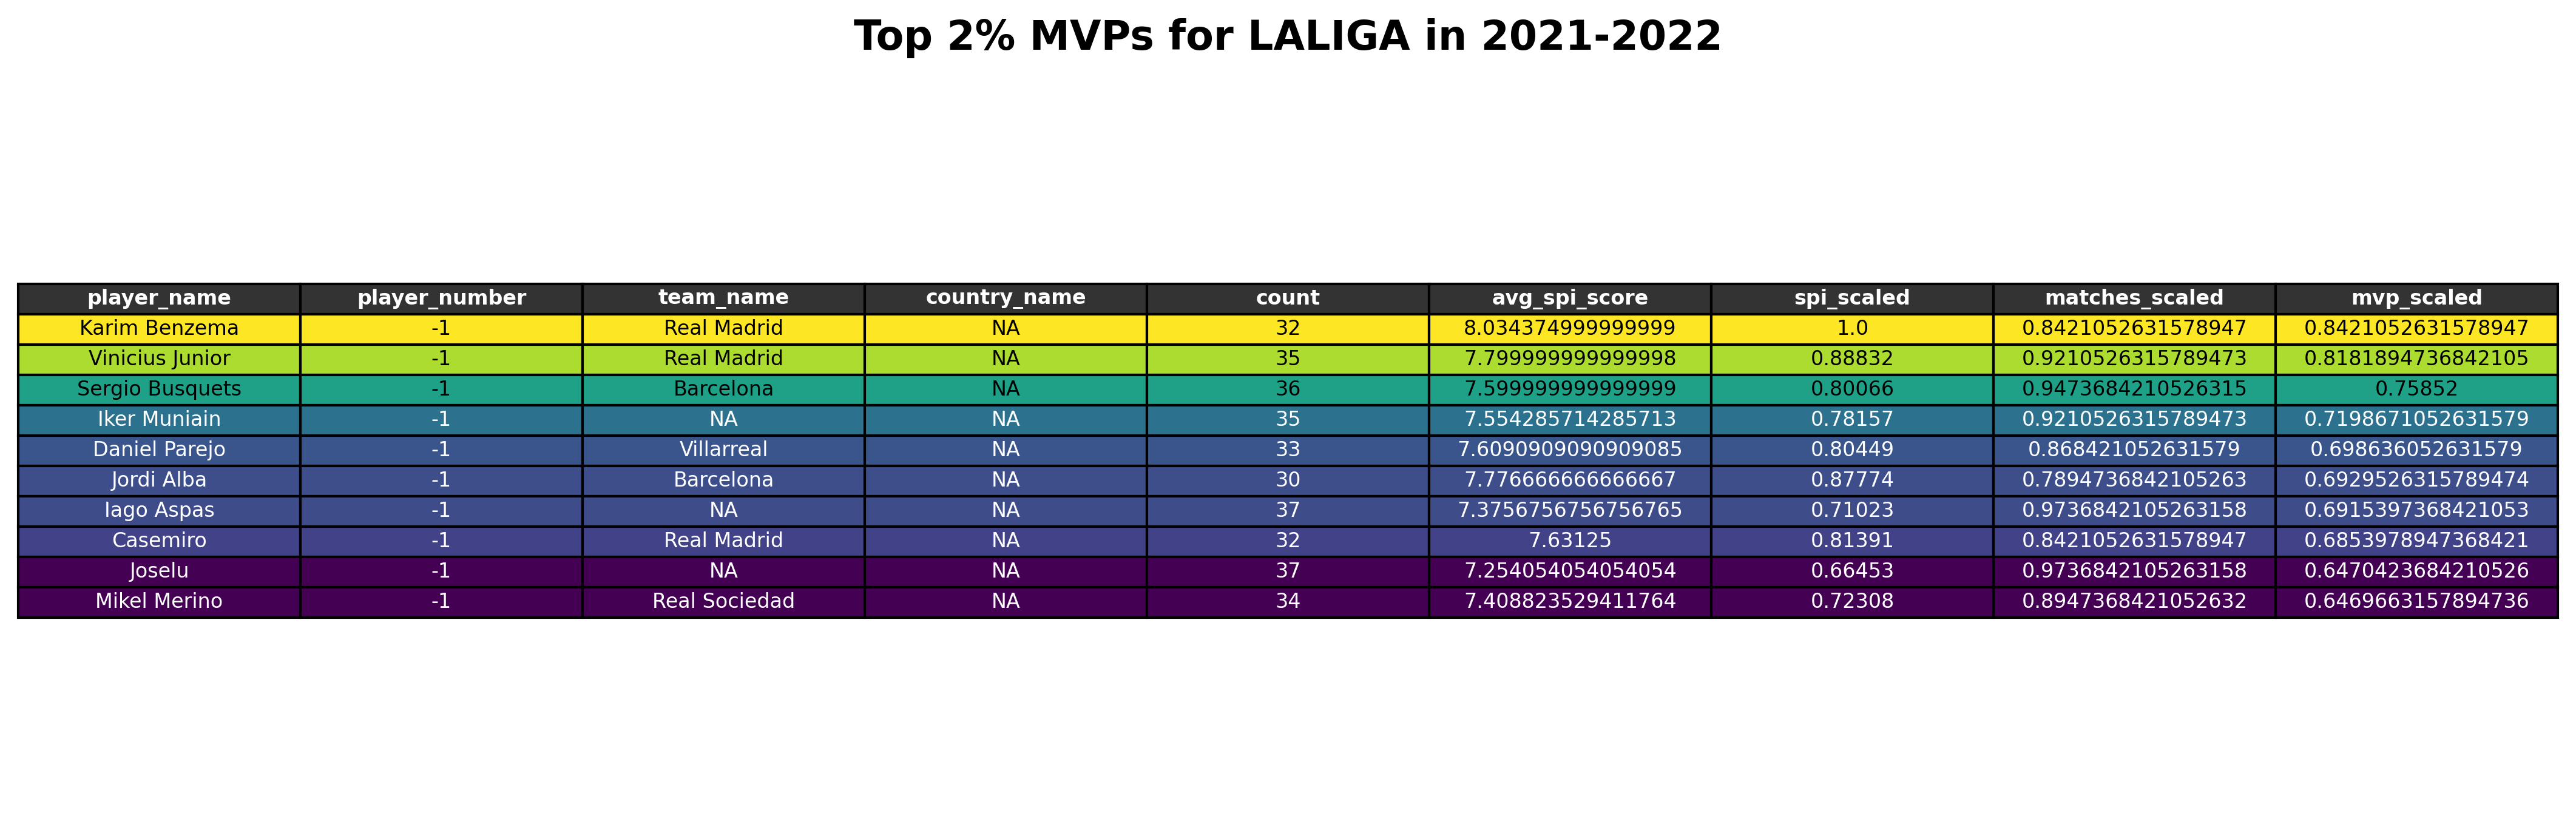 Top 2% MVPs for LALIGA in 2021-2022
player_name player_number team_name country_name count avg_spi_score spi_scaled matches_scaled mvp_scaled
Karim Benzema -1 Real Madrid NA 32 8.034374999999999 1.0 0.8421052631578947 0.8421052631578947
Vinicius Junior -1 Real Madrid NA 35 7.799999999999998 0.88832 0.9210526315789473 0.8181894736842105
Sergio Busquets -1 Barcelona NA 36 7.599999999999999 0.80066 0.9473684210526315 0.75852
Iker Muniain -1 NA NA 35 7.554285714285713 0.78157 0.9210526315789473 0.7198671052631579
Daniel Parejo -1 Villarreal NA 33 7.6090909090909085 0.80449 0.868421052631579 0.698636052631579
Jordi Alba -1 Barcelona NA 30 7.776666666666667 0.87774 0.7894736842105263 0.6929526315789474
Iago Aspas -1 NA NA 37 7.3756756756756765 0.71023 0.9736842105263158 0.6915397368421053
Casemiro -1 Real Madrid NA 32 7.63125 0.81391 0.8421052631578947 0.6853978947368421
Joselu -1 NA NA 37 7.254054054054054 0.66453 0.9736842105263158 0.6470423684210526
Mikel Merino -1 Real Sociedad NA 34 7.408823529411764 0.72308 0.8947368421052632 0.6469663157894736